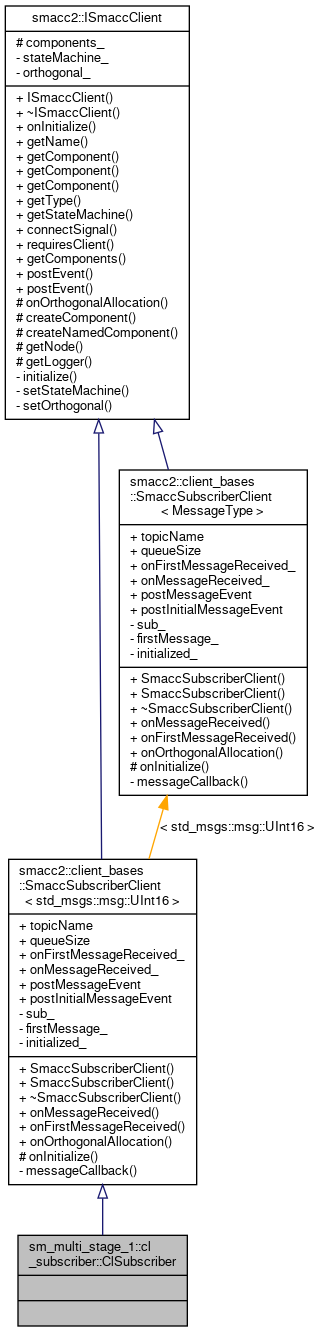 smacc2::ISmaccClient
# components_
- stateMachine_
- orthogonal_
+ ISmaccClient()
+ ~ISmaccClient()
+ onInitialize()
+ getName()
+ getComponent()
+ getComponent()
+ getComponent()
+ getType()
+ getStateMachine()
+ connectSignal()
+ requiresClient()
+ getComponents()
+ postEvent()
+ postEvent()
# onOrthogonalAllocation()
# createComponent()
# createNamedComponent()
# getNode()
# getLogger()
- initialize()
- setStateMachine()
- setOrthogonal()
smacc2::client_bases
::SmaccSubscriberClient
< MessageType >
+ topicName
+ queueSize
+ onFirstMessageReceived_
+ onMessageReceived_
+ postMessageEvent
+ postInitialMessageEvent
- sub_
- firstMessage_
- initialized_
+ SmaccSubscriberClient()
+ SmaccSubscriberClient()
+ ~SmaccSubscriberClient()
+ onMessageReceived()
+ onFirstMessageReceived()
+ onOrthogonalAllocation()
# onInitialize()
- messageCallback()
< std_msgs::msg::UInt16 >
smacc2::client_bases
::SmaccSubscriberClient
< std_msgs::msg::UInt16 >
+ topicName
+ queueSize
+ onFirstMessageReceived_
+ onMessageReceived_
+ postMessageEvent
+ postInitialMessageEvent
- sub_
- firstMessage_
- initialized_
+ SmaccSubscriberClient()
+ SmaccSubscriberClient()
+ ~SmaccSubscriberClient()
+ onMessageReceived()
+ onFirstMessageReceived()
+ onOrthogonalAllocation()
# onInitialize()
- messageCallback()
sm_multi_stage_1::cl
_subscriber::ClSubscriber